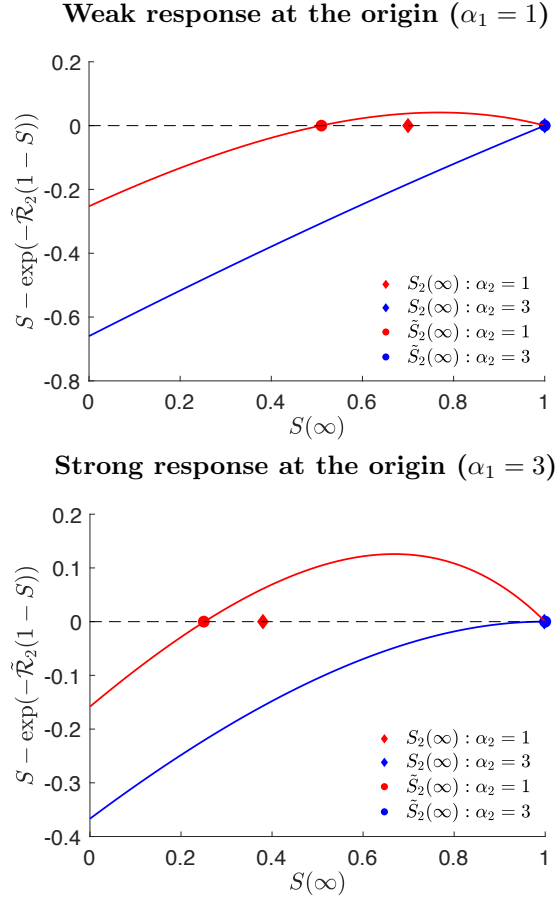 Weak response at the origin (α₁ = 1)
0.2
0
-0.2
-0.4
-0.6
-0.8
S − exp(−R̃₂(1 − S))
S₂(∞) : α₂ = 1
S₂(∞) : α₂ = 3
S̃₂(∞) : α₂ = 1
S̃₂(∞) : α₂ = 3
0 0.2 0.4 0.6 0.8 1
S(∞)
Strong response at the origin (α₁ = 3)
0.2
0.1
0
-0.1
-0.2
-0.3
-0.4
S − exp(−R̃₂(1 − S))
S₂(∞) : α₂ = 1
S₂(∞) : α₂ = 3
S̃₂(∞) : α₂ = 1
S̃₂(∞) : α₂ = 3
0 0.2 0.4 0.6 0.8 1
S(∞)